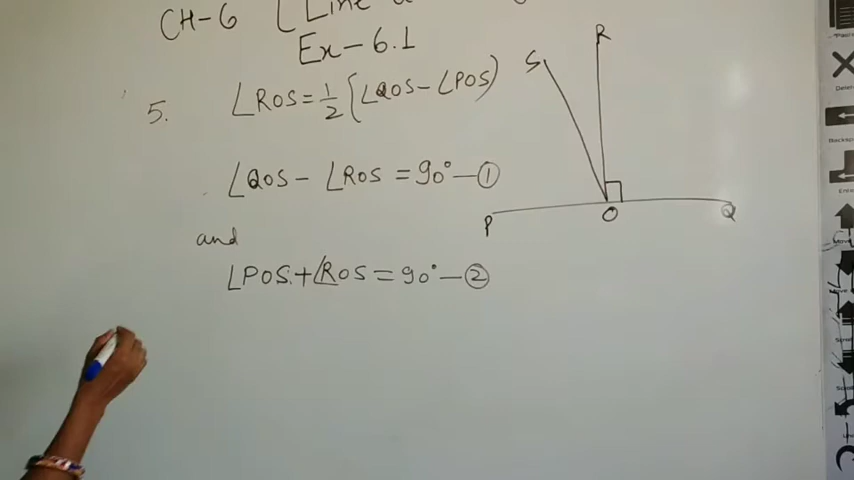 CH-6 [Line a
Ex-6.1
5. ∠ROS = 1/2 [∠QOS - ∠POS)
∠QOS - ∠ROS = 90° — ①
and
∠POS + ∠ROS = 90° — ②
S
R
P
O
Q